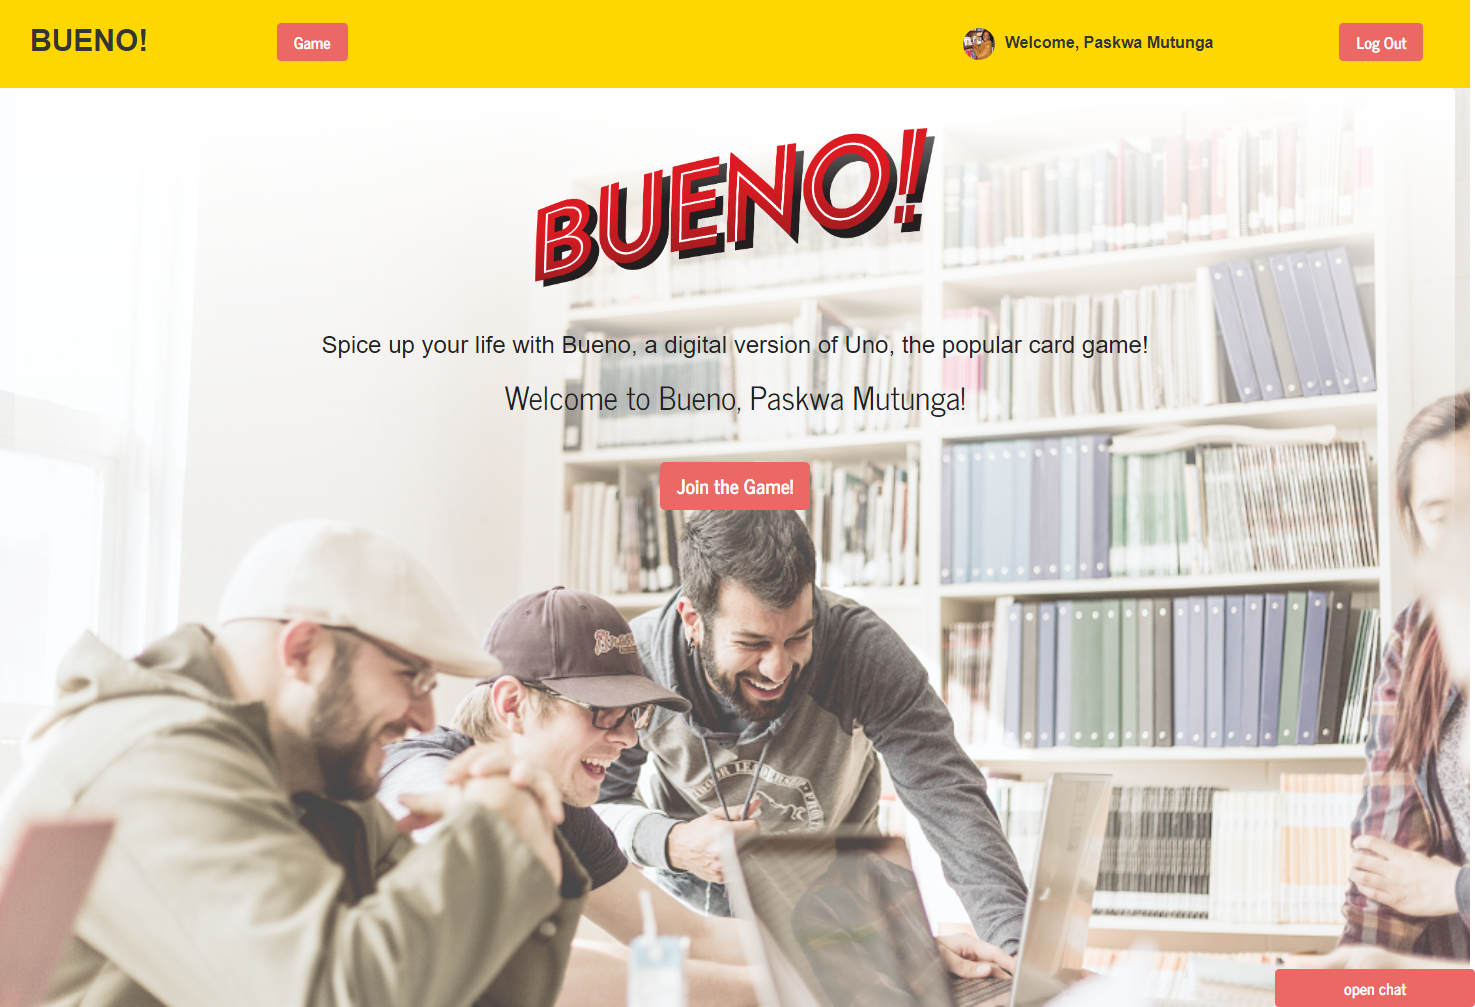 BUENO!
Game
Welcome, Paskwa Mutunga
Log Out
BUENO!
Spice up your life with Bueno, a digital version of Uno, the popular card game!
Welcome to Bueno, Paskwa Mutunga!
Join the Game!
open chat